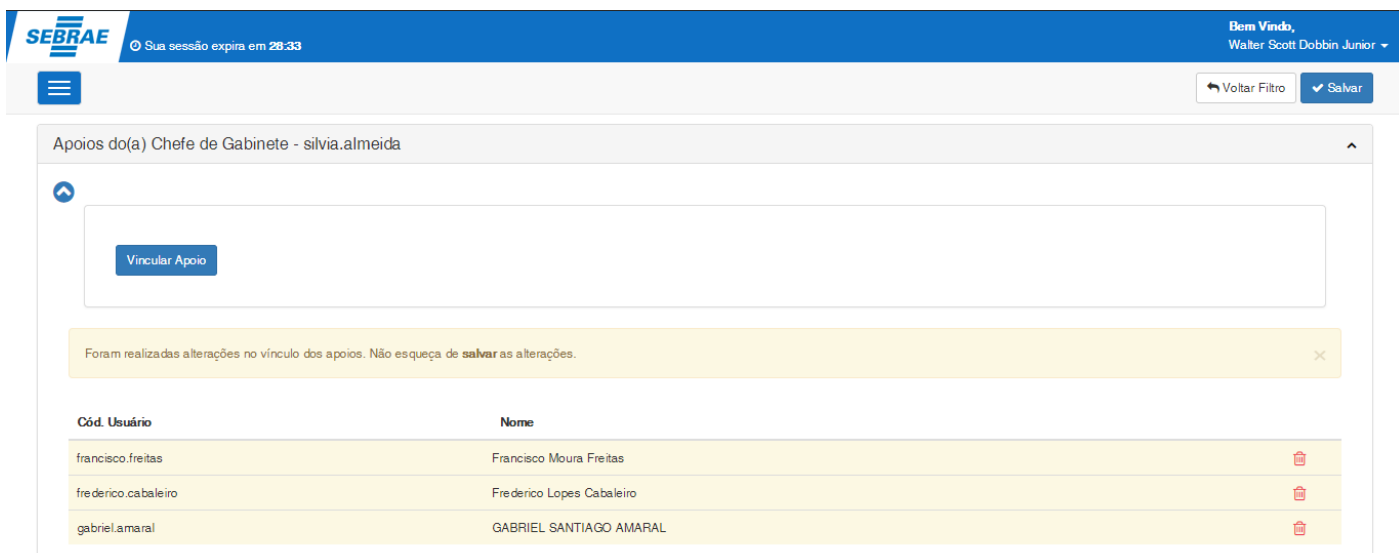 SEBRAE
Sua sessão expira em 28:33
Bem Vindo,
Walter Scott Dobbin Junior
Voltar Filtro
Salvar
Apoios do(a) Chefe de Gabinete - silvia.almeida
Vincular Apoio
Foram realizadas alterações no vínculo dos apoios. Não esqueça de salvar as alterações.
Cód. Usuário Nome
francisco.freitas Francisco Moura Freitas
frederico.cabaleiro Frederico Lopes Cabaleiro
gabriel.amaral GABRIEL SANTIAGO AMARAL